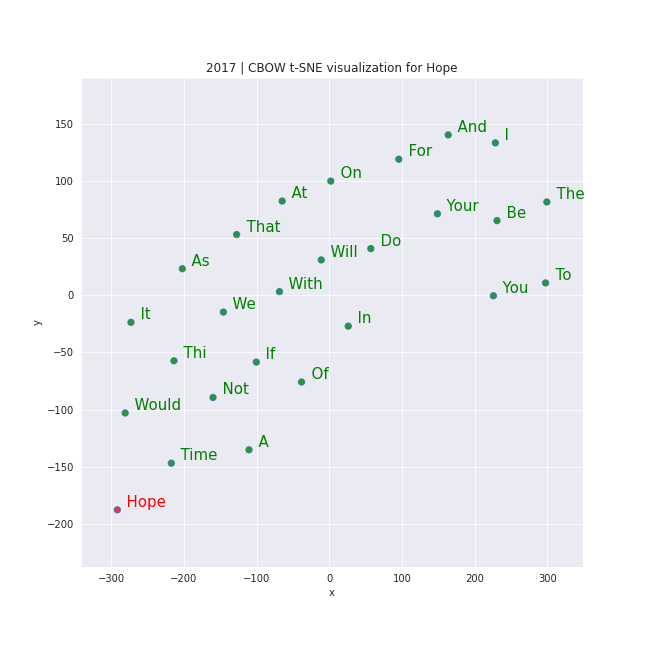 2017 | CBOW t-SNE visualization for Hope
150
100
50
0
−50
−100
−150
−200
y
And
I
For
On
The
At
Your
Be
That
Do
Will
As
To
With
You
We
It
In
Thi
If
Of
Not
Would
A
Time
Hope
−300
−200
−100
0
100
200
300
x